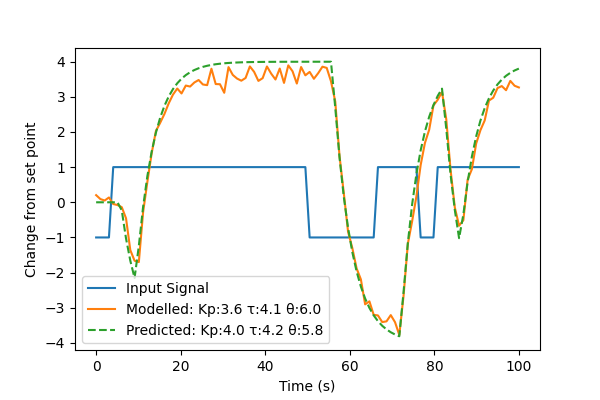 4
3
2
1
0
−1
−2
−3
−4
Change from set point
Input Signal
Modelled: Kp:3.6 τ:4.1 θ:6.0
Predicted: Kp:4.0 τ:4.2 θ:5.8
0 20 40 60 80 100
Time (s)